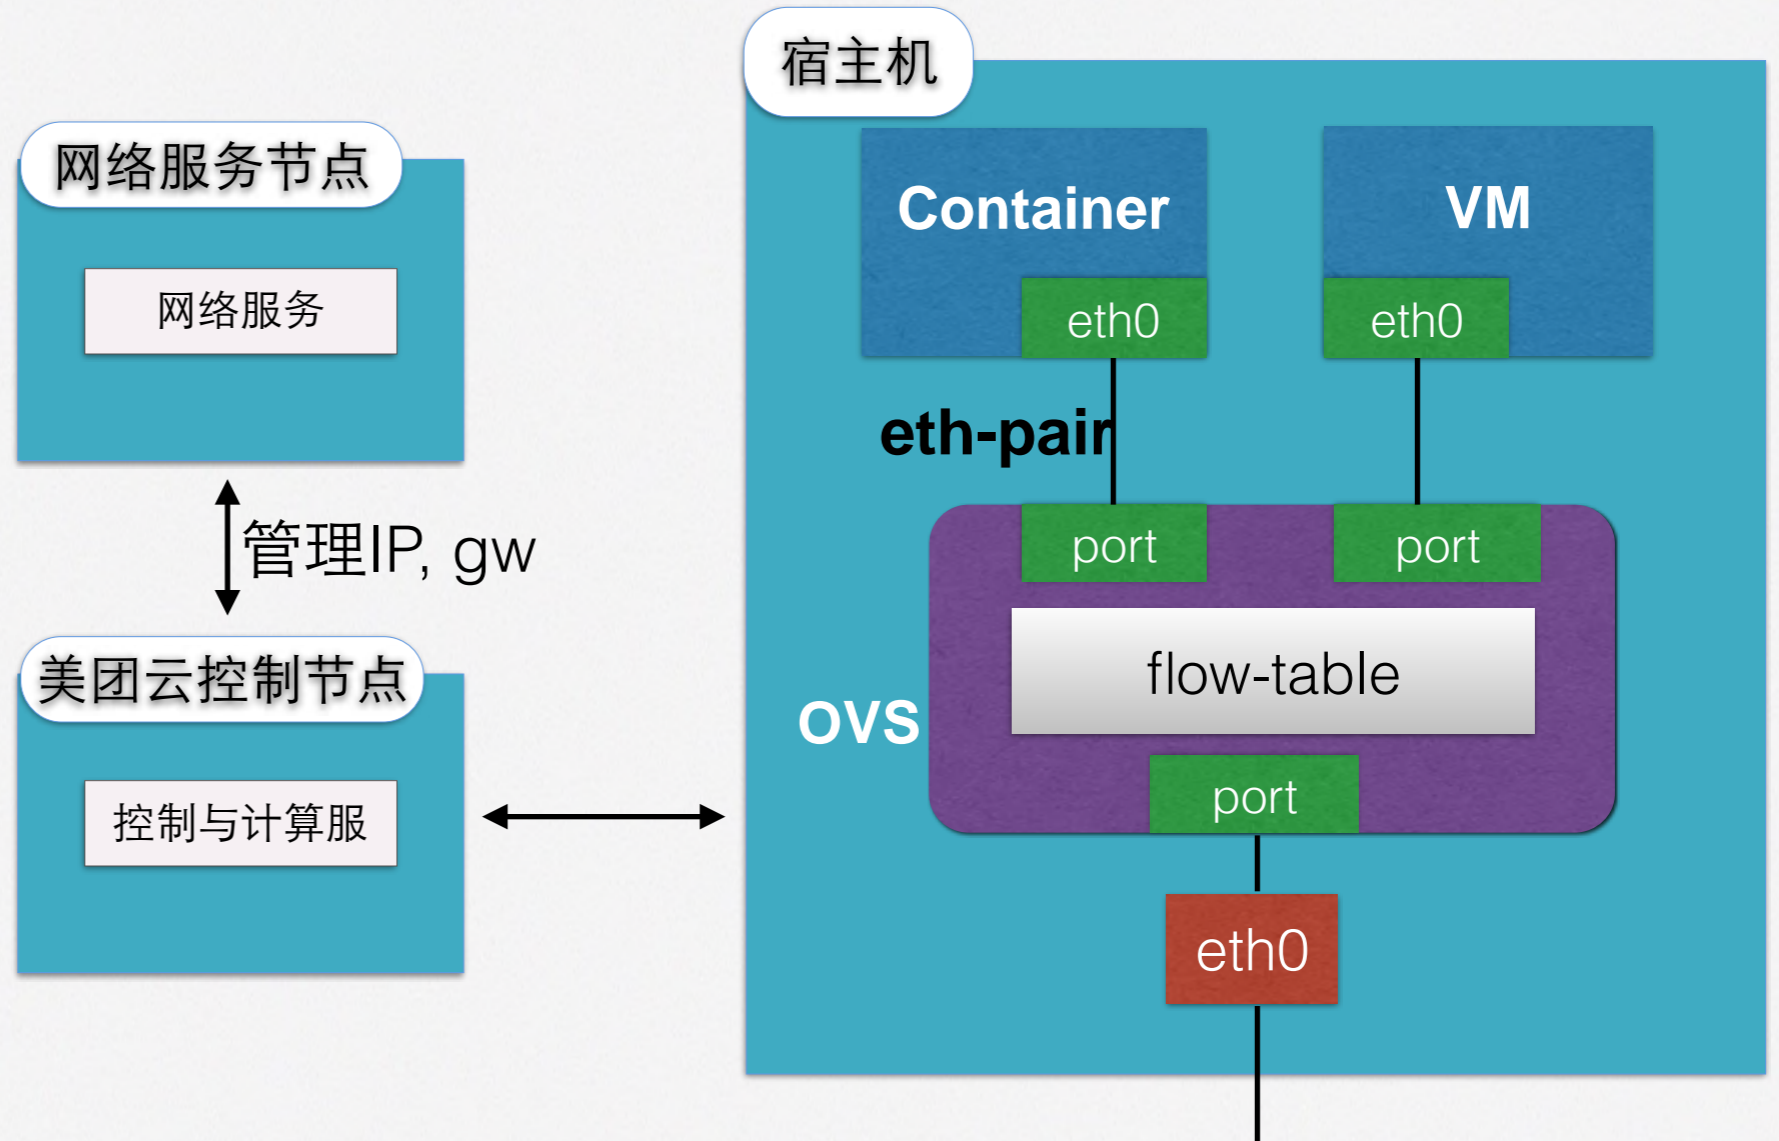 宿主机
网络服务节点
网络服务
管理IP, gw
美团云控制节点
控制与计算服
Container
VM
eth0
eth0
eth-pair
port
port
flow-table
OVS
port
eth0